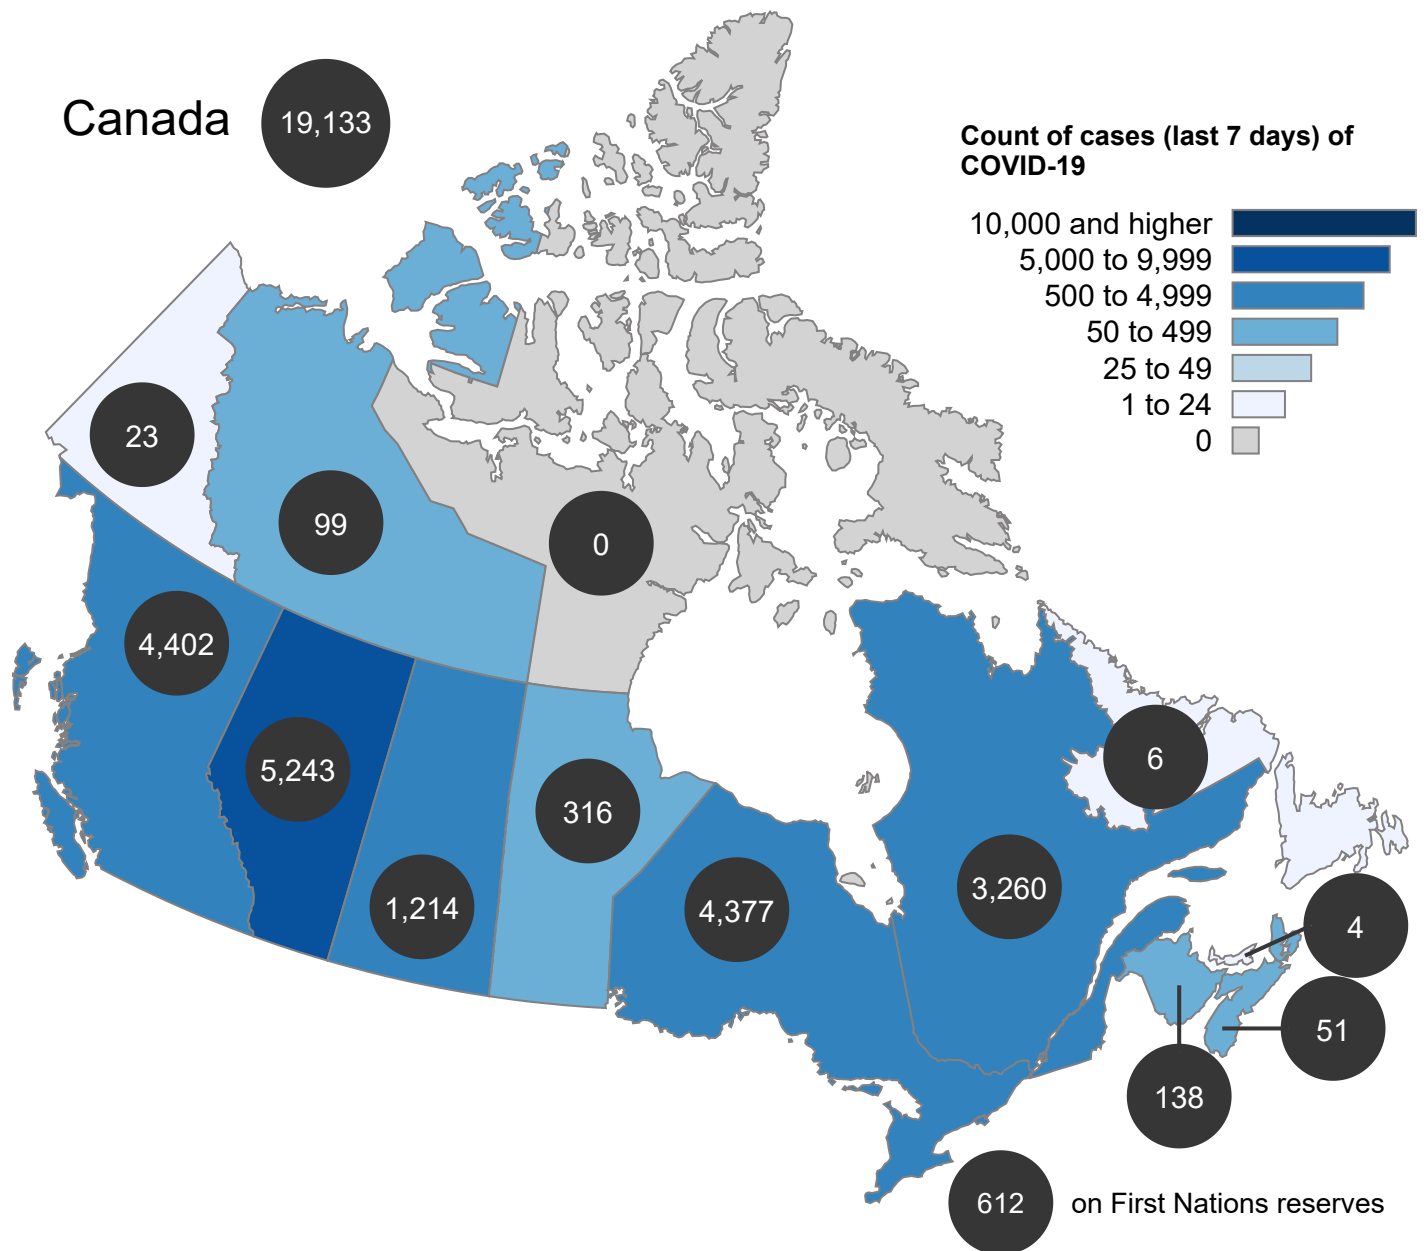 Canada
19,133
Count of cases (last 7 days) of
COVID-19
10,000 and higher
5,000 to 9,999
500 to 4,999
50 to 499
25 to 49
1 to 24
0
23
99
0
4,402
5,243
316
6
1,214
4,377
3,260
4
51
138
612
on First Nations reserves